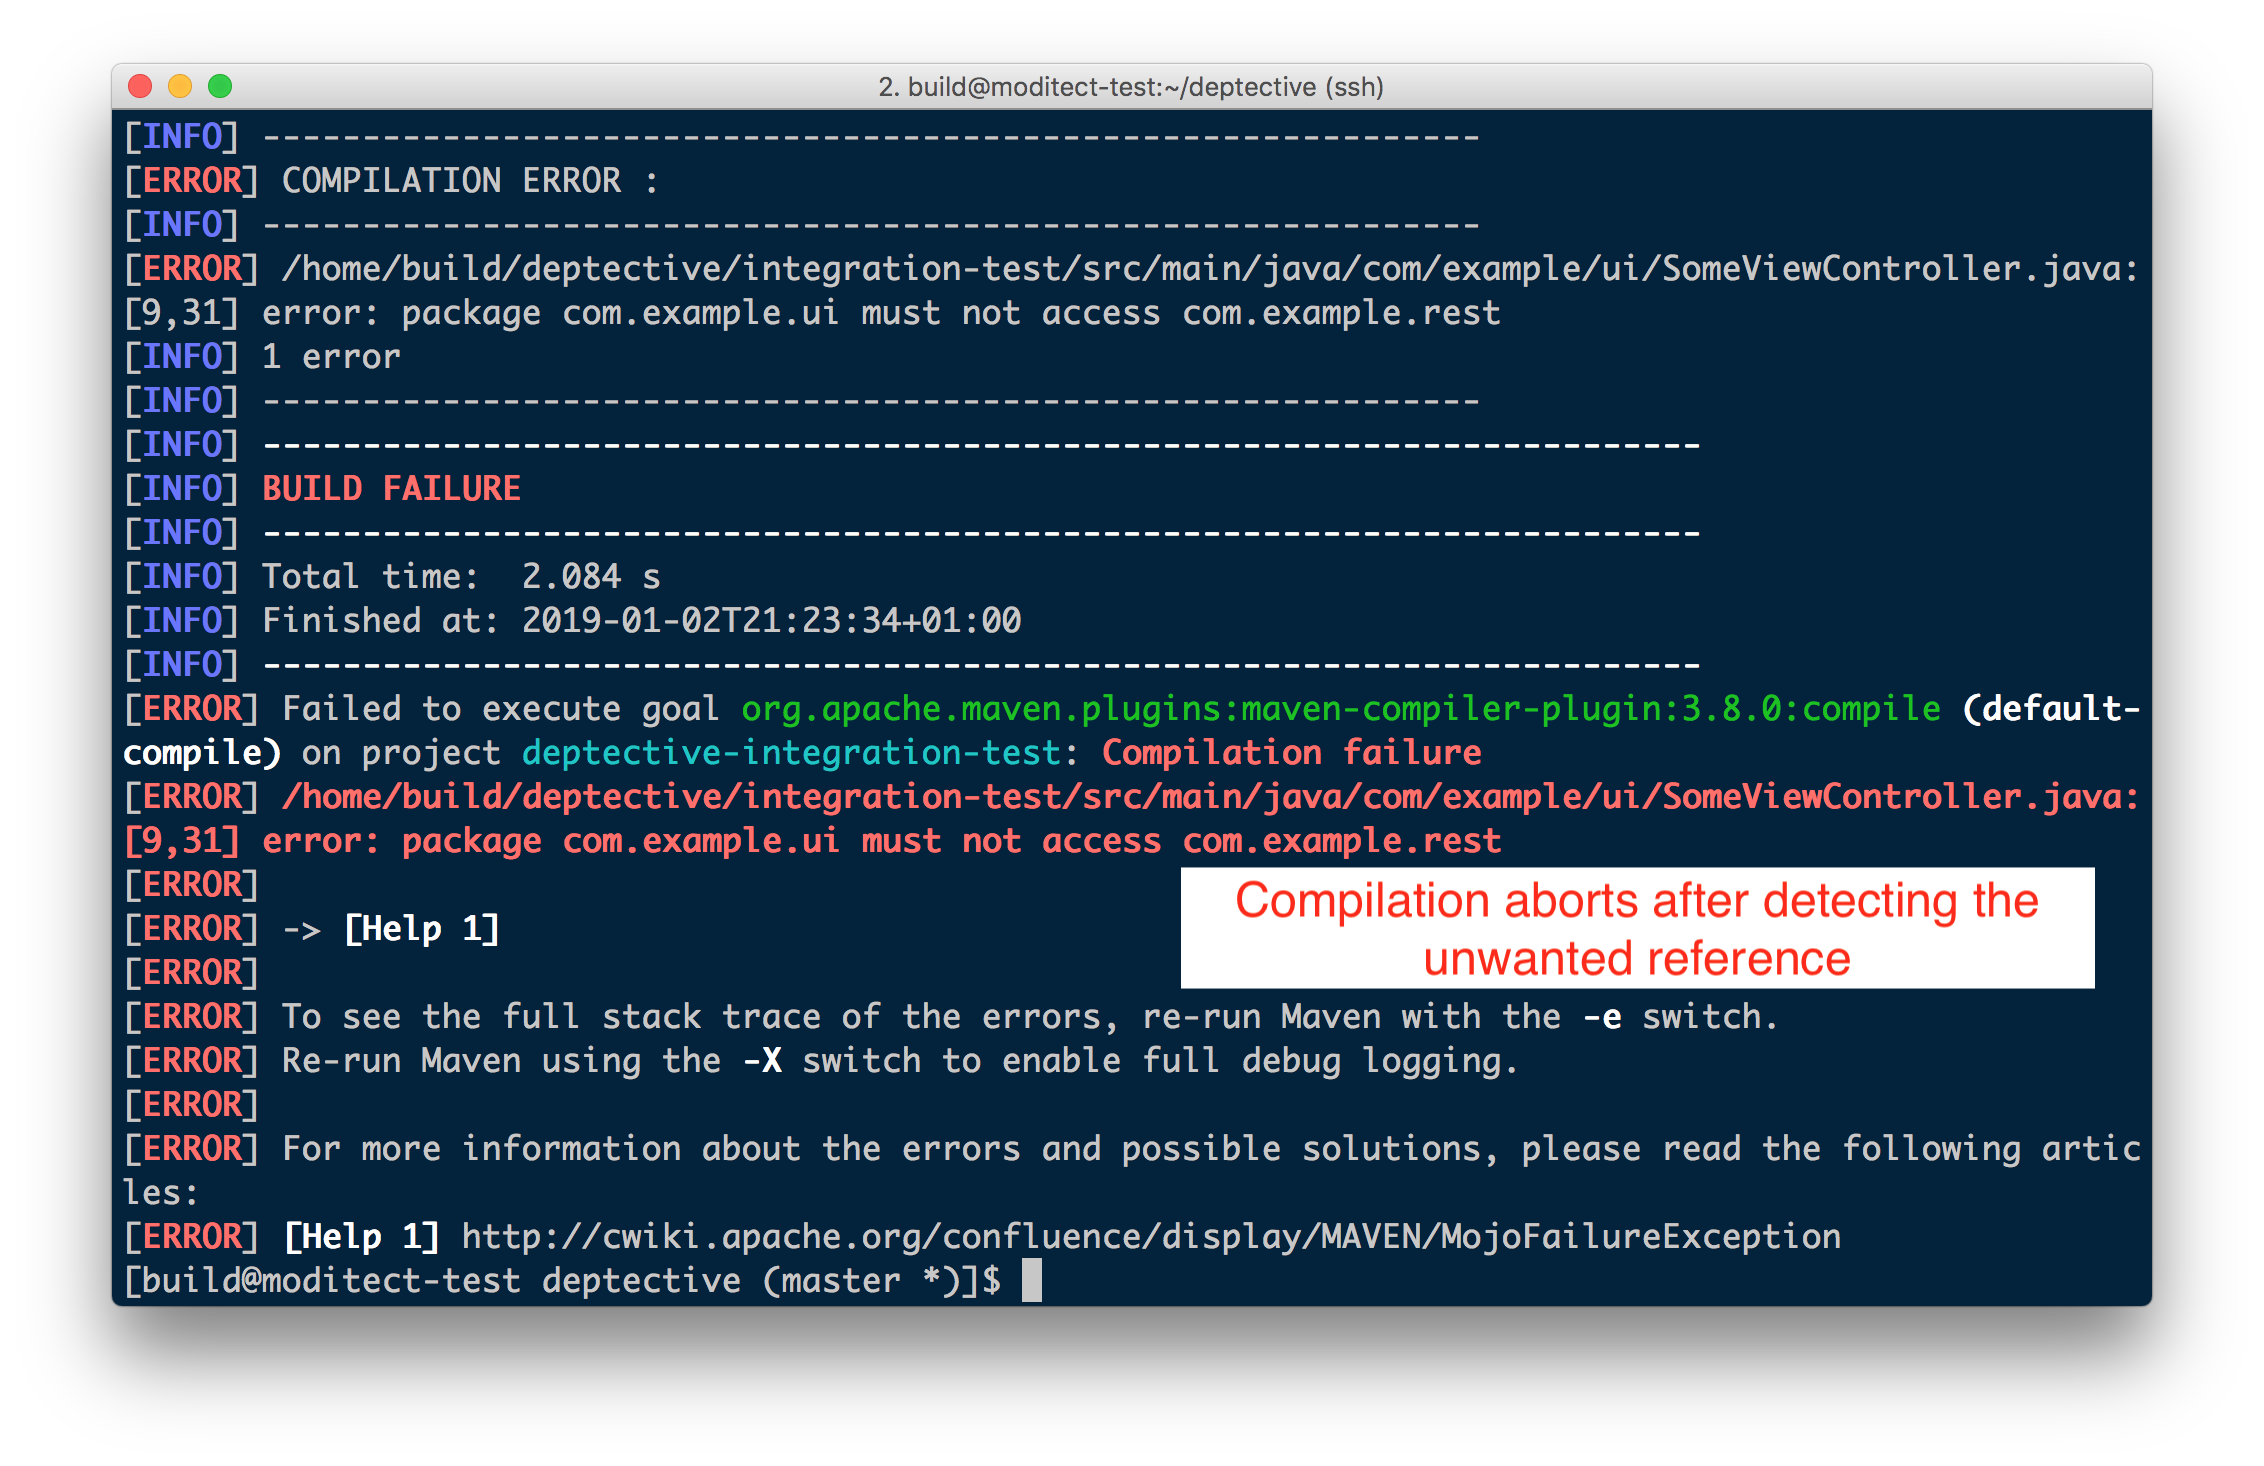 2. build@moditect-test:~/deptective (ssh)
[INFO] -------------------------------------------------------------
[ERROR] COMPILATION ERROR :
[INFO] -------------------------------------------------------------
[ERROR] /home/build/deptective/integration-test/src/main/java/com/example/ui/SomeViewController.java:
[9,31] error: package com.example.ui must not access com.example.rest
[INFO] 1 error
[INFO] -------------------------------------------------------------
[INFO] ------------------------------------------------------------------------
[INFO] BUILD FAILURE
[INFO] ------------------------------------------------------------------------
[INFO] Total time:  2.084 s
[INFO] Finished at: 2019-01-02T21:23:34+01:00
[INFO] ------------------------------------------------------------------------
[ERROR] Failed to execute goal org.apache.maven.plugins:maven-compiler-plugin:3.8.0:compile (default-
compile) on project deptective-integration-test: Compilation failure
[ERROR] /home/build/deptective/integration-test/src/main/java/com/example/ui/SomeViewController.java:
[9,31] error: package com.example.ui must not access com.example.rest
[ERROR]
[ERROR] -> [Help 1]
[ERROR]
Compilation aborts after detecting the
unwanted reference
[ERROR] To see the full stack trace of the errors, re-run Maven with the -e switch.
[ERROR] Re-run Maven using the -X switch to enable full debug logging.
[ERROR]
[ERROR] For more information about the errors and possible solutions, please read the following artic
les:
[ERROR] [Help 1] http://cwiki.apache.org/confluence/display/MAVEN/MojoFailureException
[build@moditect-test deptective (master *)]$